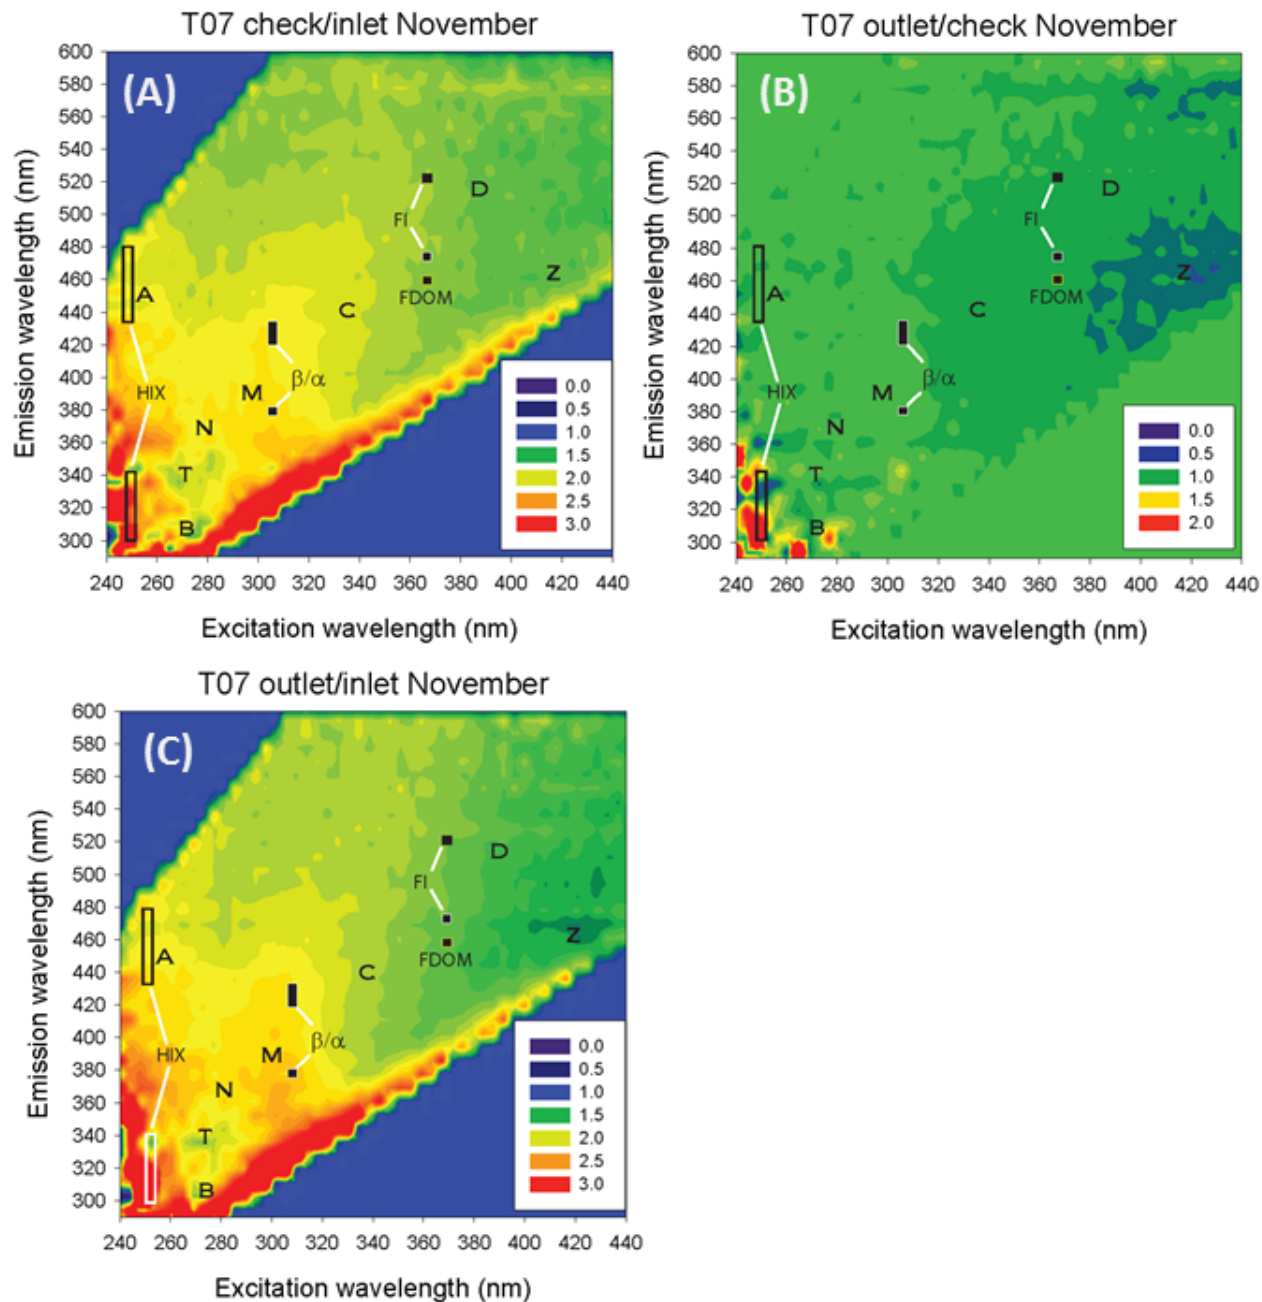 T07 check/inlet November
(A)
600
580
560
540
520
500
480
460
440
420
400
380
360
340
320
300
Emission wavelength (nm)
D
FI
Z
FDOM
A
C
HIX
M
β/α
N
T
B
0.0
0.5
1.0
1.5
2.0
2.5
3.0
240 260 280 300 320 340 360 380 400 420 440
Excitation wavelength (nm)
T07 outlet/check November
(B)
600
580
560
540
520
500
480
460
440
420
400
380
360
340
320
300
Emission wavelength (nm)
D
FI
Z
FDOM
A
C
HIX
M
β/α
N
T
B
0.0
0.5
1.0
1.5
2.0
240 260 280 300 320 340 360 380 400 420 440
Excitation wavelength (nm)
T07 outlet/inlet November
(C)
600
580
560
540
520
500
480
460
440
420
400
380
360
340
320
300
Emission wavelength (nm)
D
FI
Z
FDOM
A
C
HIX
M
β/α
N
T
B
0.0
0.5
1.0
1.5
2.0
2.5
3.0
240 260 280 300 320 340 360 380 400 420 440
Excitation wavelength (nm)